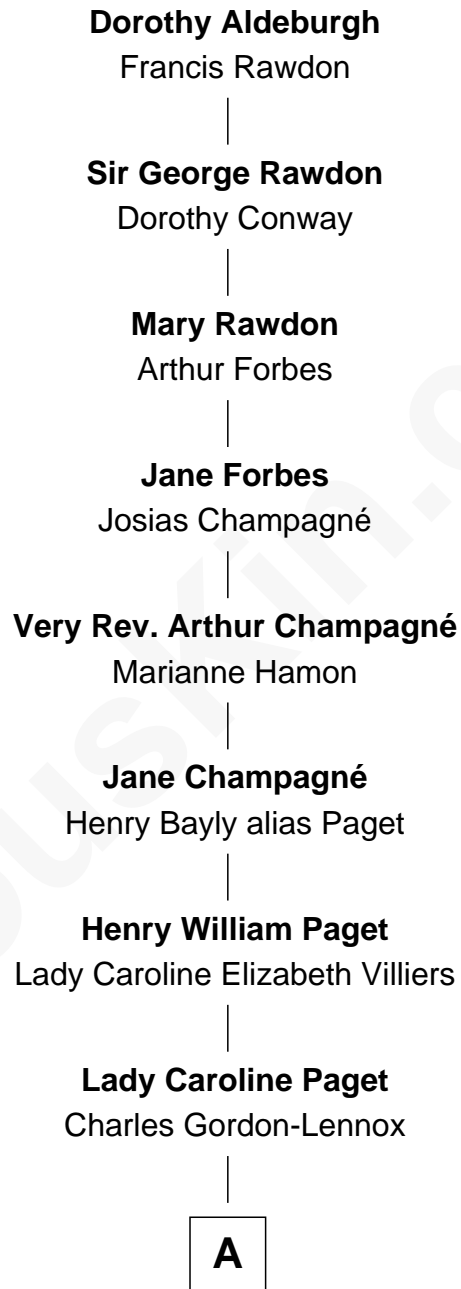 Dorothy Aldeburgh
Francis Rawdon
Sir George Rawdon
Dorothy Conway
Mary Rawdon
Arthur Forbes
Jane Forbes
Josias Champagné
Very Rev. Arthur Champagné
Marianne Hamon
Jane Champagné
Henry Bayly alias Paget
Henry William Paget
Lady Caroline Elizabeth Villiers
Lady Caroline Paget
Charles Gordon-Lennox
A